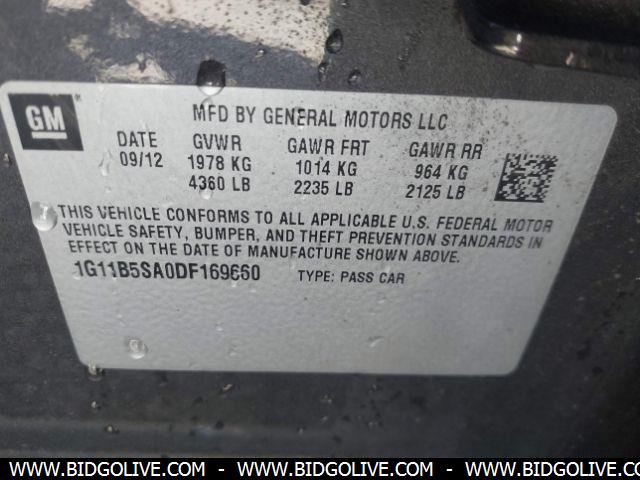 GM ®
MFD BY GENERAL MOTORS LLC
DATE GVWR GAWR FRT GAWR RR
09/12 1978 KG 1014 KG 964 KG
4360 LB 2235 LB 2125 LB
THIS VEHICLE CONFORMS TO ALL APPLICABLE U.S. FEDERAL MOTOR
VEHICLE SAFETY, BUMPER, AND THEFT PREVENTION STANDARDS IN
EFFECT ON THE DATE OF MANUFACTURE SHOWN ABOVE.
1G11B5SA0DF169660 TYPE: PASS CAR
WWW.BIDGOLIVE.COM - WWW.BIDGOLIVE.COM - WWW.BIDGOLIVE.COM